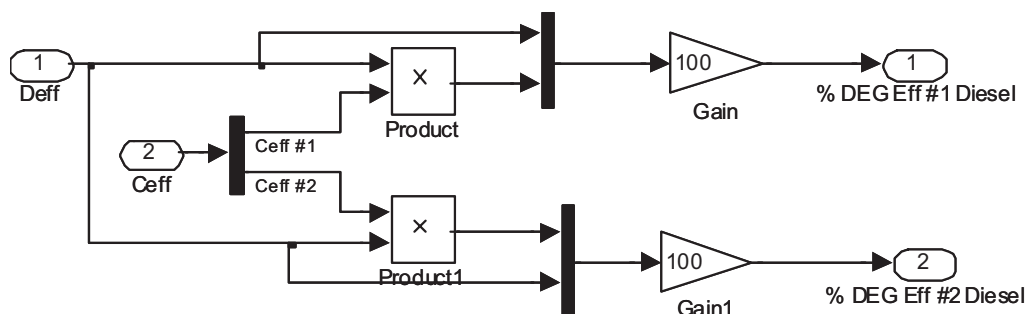 1
Deff
×
Product
100
Gain
1
% DEG Eff #1 Diesel
2
Ceff
Ceff #1
Ceff #2
×
Product1
100
Gain1
2
% DEG Eff #2 Diesel